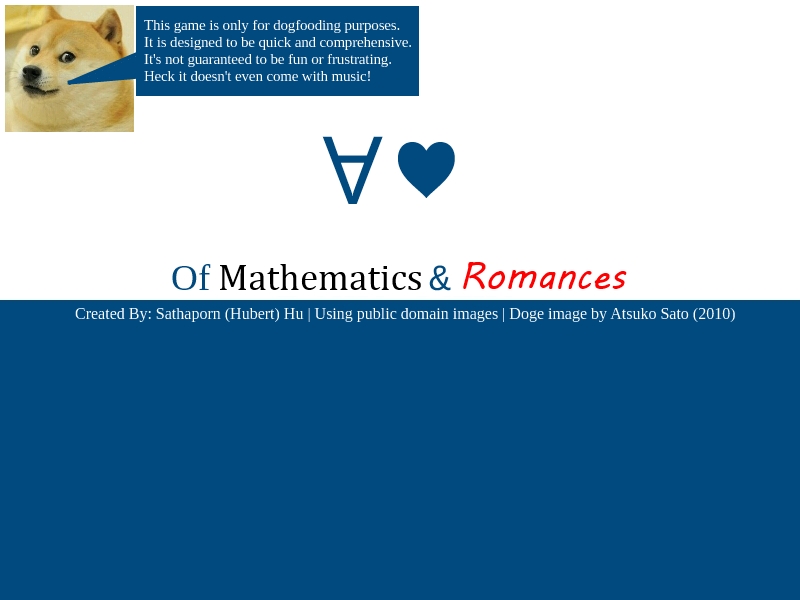 This game is only for dogfooding purposes.
It is designed to be quick and comprehensive.
It's not guaranteed to be fun or frustrating.
Heck it doesn't even come with music!
∀ ♥
Of Mathematics & Romances
Created By: Sathaporn (Hubert) Hu | Using public domain images | Doge image by Atsuko Sato (2010)